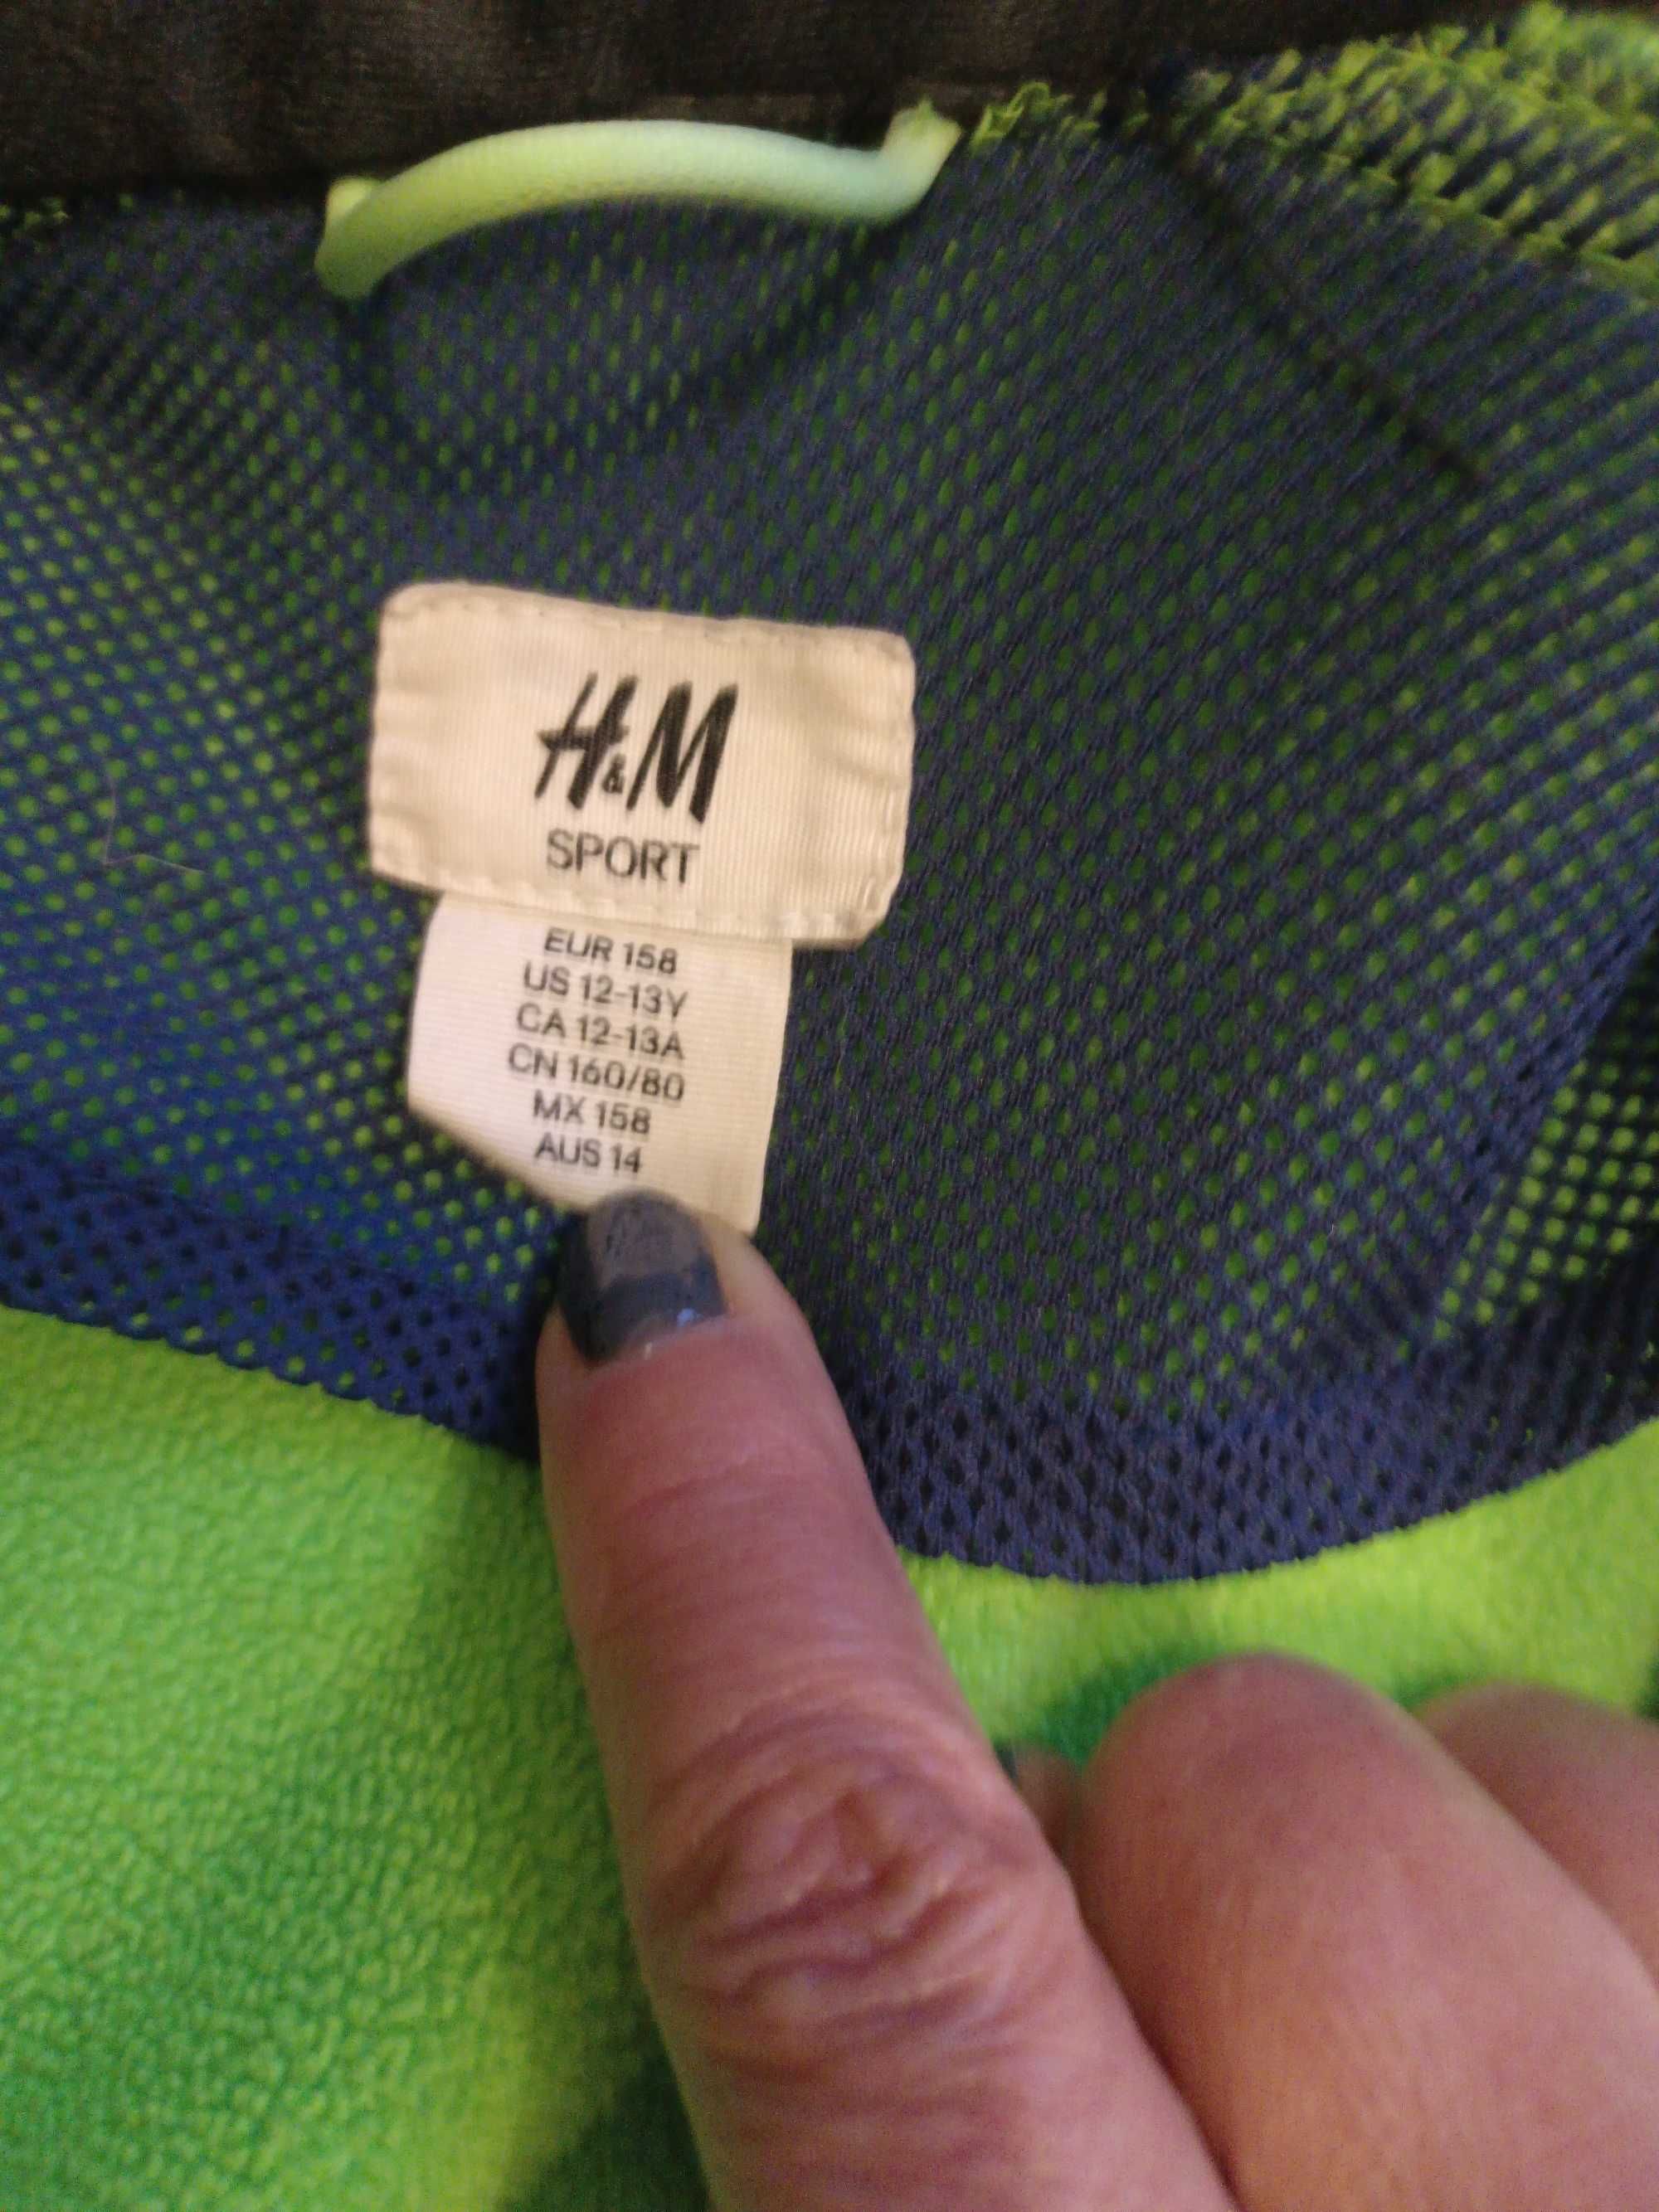 H&M
SPORT
EUR 158
US 12-13Y
CA 12-13A
CN 160/80
MX 158
AUS 14